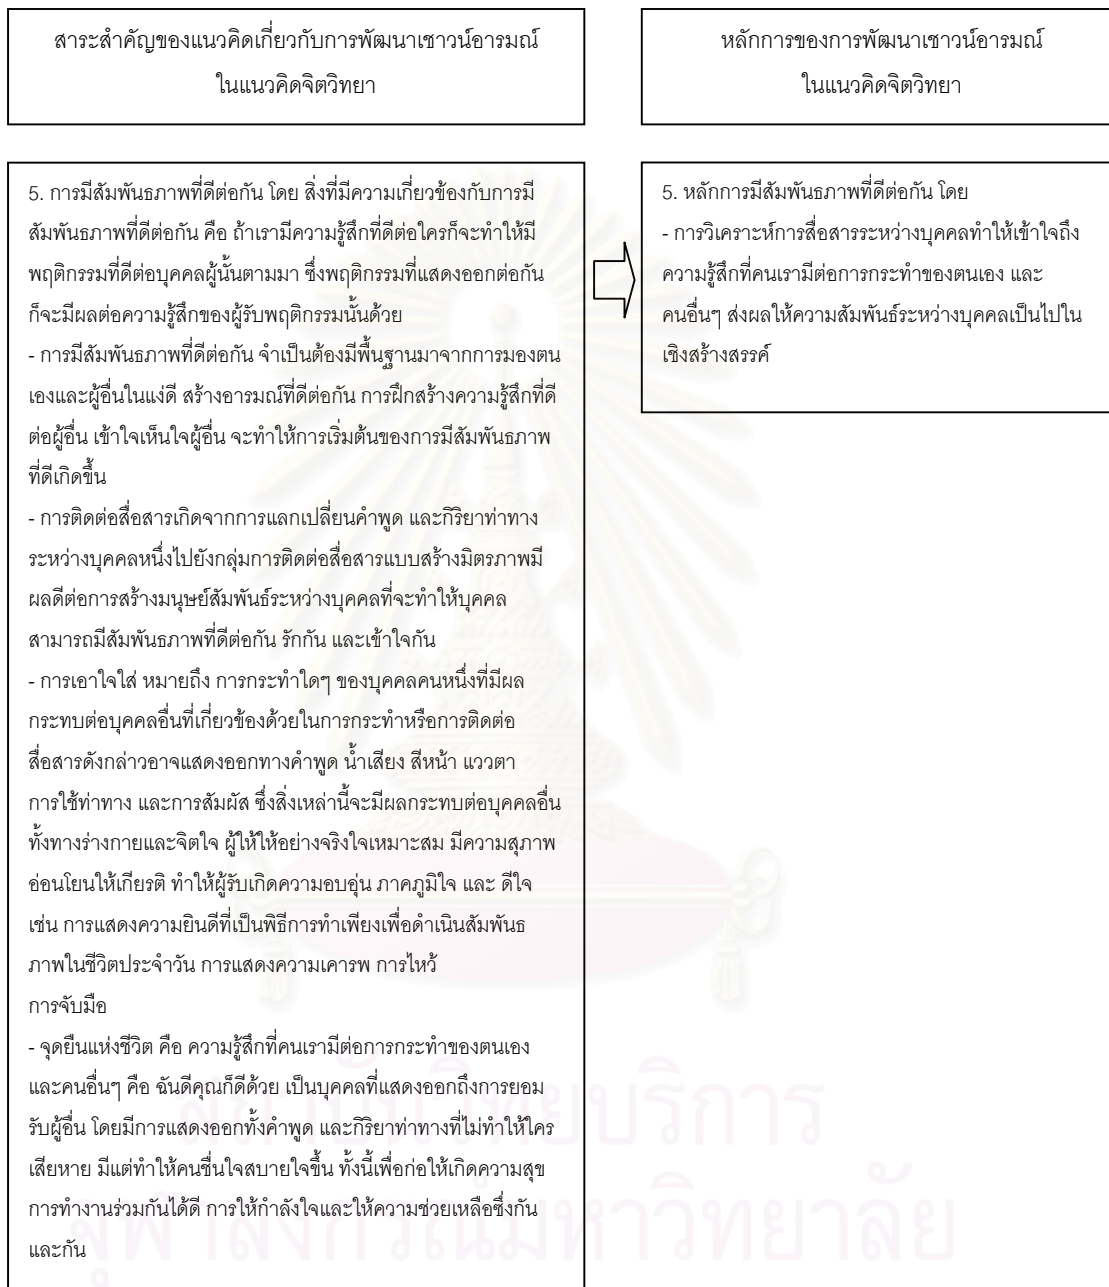 สาระสำคัญของแนวคิดเกี่ยวกับการพัฒนาเชาวน์อารมณ์
ในแนวคิดจิตวิทยา
หลักการของการพัฒนาเชาวน์อารมณ์
ในแนวคิดจิตวิทยา
5. การมีสัมพันธภาพที่ดีต่อกัน โดย สิ่งที่มีความเกี่ยวข้องกับการมี
สัมพันธภาพที่ดีต่อกัน คือ ถ้าเรามีความรู้สึกที่ดีต่อใครก็จะทำให้มี
พฤติกรรมที่ดีต่อบุคคลผู้นั้นตามมา ซึ่งพฤติกรรมที่แสดงออกต่อกัน
ก็จะมีผลต่อความรู้สึกของผู้รับพฤติกรรมนั้นด้วย
- การมีสัมพันธภาพที่ดีต่อกัน จำเป็นต้องมีพื้นฐานมาจากการมองตน
เองและผู้อื่นในแง่ดี สร้างอารมณ์ที่ดีต่อกัน การฝึกสร้างความรู้สึกที่ดี
ต่อผู้อื่น เข้าใจเห็นใจผู้อื่น จะทำให้การเริ่มต้นของการมีสัมพันธภาพ
ที่ดีเกิดขึ้น
- การติดต่อสื่อสารเกิดจากการแลกเปลี่ยนคำพูด และกิริยาท่าทาง
ระหว่างบุคคลหนึ่งไปยังกลุ่มการติดต่อสื่อสารแบบสร้างมิตรภาพมี
ผลดีต่อการสร้างมนุษย์สัมพันธ์ระหว่างบุคคลที่จะทำให้บุคคล
สามารถมีสัมพันธภาพที่ดีต่อกัน รักกัน และเข้าใจกัน
- การเอาใจใส่ หมายถึง การกระทำใดๆ ของบุคคลคนหนึ่งที่มีผล
กระทบต่อบุคคลอื่นที่เกี่ยวข้องด้วยในการกระทำหรือการติดต่อ
สื่อสารดังกล่าวอาจแสดงออกทางคำพูด น้ำเสียง สีหน้า แววตา
การใช้ท่าทาง และการสัมผัส ซึ่งสิ่งเหล่านี้จะมีผลกระทบต่อบุคคลอื่น
ทั้งทางร่างกายและจิตใจ ผู้ให้ให้อย่างจริงใจเหมาะสม มีความสุภาพ
อ่อนโยนให้เกียรติ ทำให้ผู้รับเกิดความอบอุ่น ภาคภูมิใจ และ ดีใจ
เช่น การแสดงความยินดีที่เป็นพิธีการทำเพียงเพื่อดำเนินสัมพันธ
ภาพในชีวิตประจำวัน การแสดงความเคารพ การไหว้
การจับมือ
- จุดยืนแห่งชีวิต คือ ความรู้สึกที่คนเรามีต่อการกระทำของตนเอง
และคนอื่นๆ คือ ฉันดีคุณก็ดีด้วย เป็นบุคคลที่แสดงออกถึงการยอม
รับผู้อื่น โดยมีการแสดงออกทั้งคำพูด และกิริยาท่าทางที่ไม่ทำให้ใคร
เสียหาย มีแต่ทำให้คนชื่นใจสบายใจขึ้น ทั้งนี้เพื่อก่อให้เกิดความสุข
การทำงานร่วมกันได้ดี การให้กำลังใจและให้ความช่วยเหลือซึ่งกัน
และกัน
5. หลักการมีสัมพันธภาพที่ดีต่อกัน โดย
- การวิเคราะห์การสื่อสารระหว่างบุคคลทำให้เข้าใจถึง
ความรู้สึกที่คนเรามีต่อการกระทำของตนเอง และ
คนอื่นๆ ส่งผลให้ความสัมพันธ์ระหว่างบุคคลเป็นไปใน
เชิงสร้างสรรค์
สถาบันวิทยบริการ
จุฬาลงกรณ์มหาวิทยาลัย